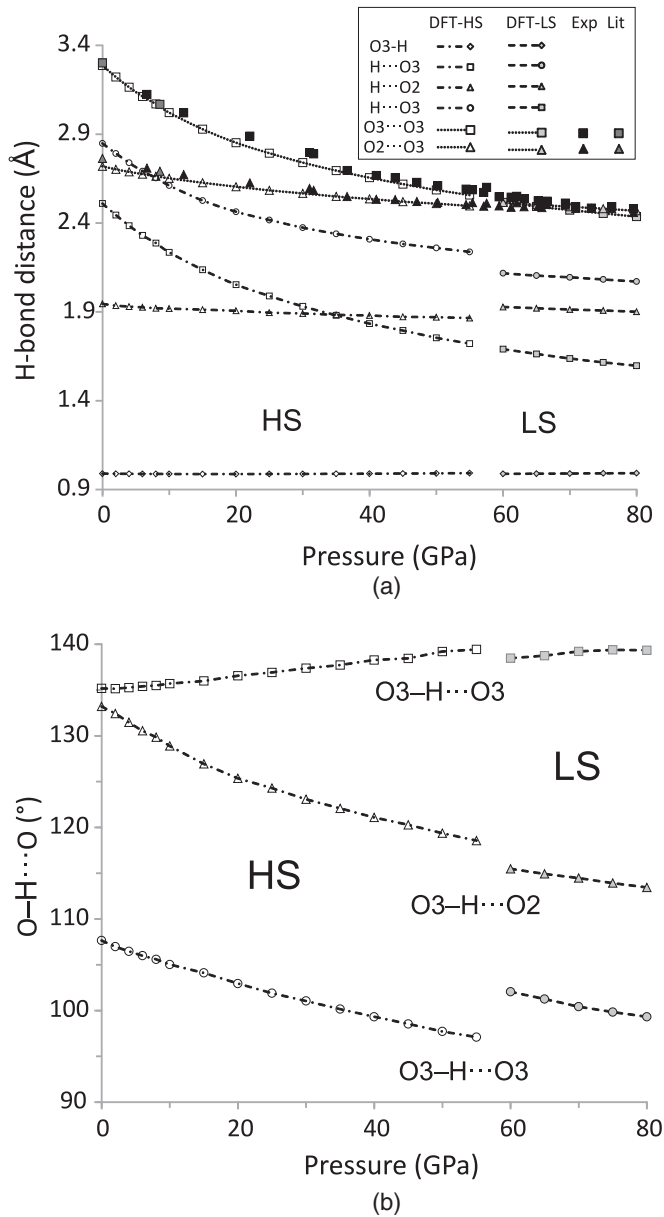 (a)
DFT-HS DFT-LS Exp Lit
O3-H
H···O3
H···O2
H···O3
O3···O3
O2···O3
3.4
2.9
2.4
1.9
1.4
0.9
H-bond distance (Å)
HS
LS
0 20 40 60 80
Pressure (GPa)
(a)
140
130
120
110
100
90
O–H···O (°)
O3–H···O3
LS
HS
O3–H···O2
O3–H···O3
0 20 40 60 80
Pressure (GPa)
(b)